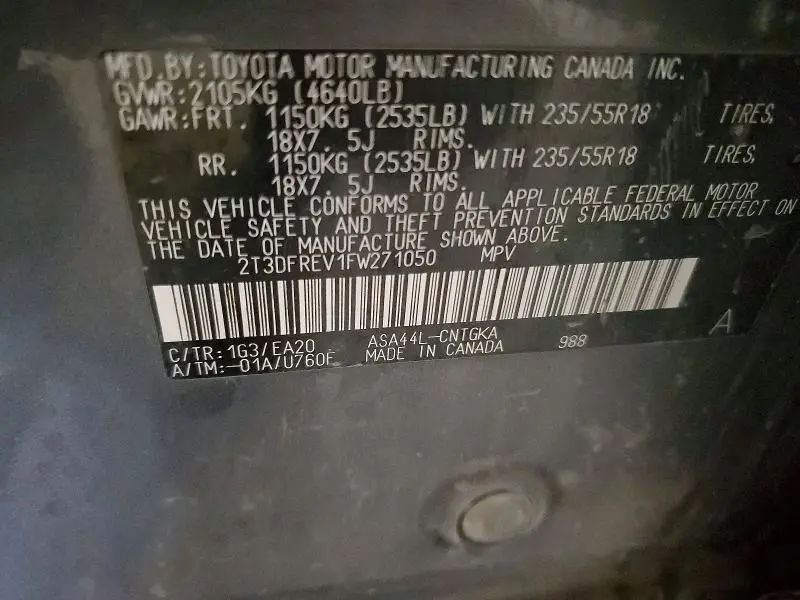 MFD.BY:TOYOTA MOTOR MANUFACTURING CANADA INC.
GVWR:2105KG (4640LB)
GAWR:FRT. 1150KG (2535LB) WITH 235/55R18 TIRES,
18X7. 5J RIMS.
RR. 1150KG (2535LB) WITH 235/55R18 TIRES,
18X7. 5J RIMS.
THIS VEHICLE CONFORMS TO ALL APPLICABLE FEDERAL MOTOR
VEHICLE SAFETY AND THEFT PREVENTION STANDARDS IN EFFECT ON
THE DATE OF MANUFACTURE SHOWN ABOVE.
2T3DFREV1FW271050 MPV
A
C/TR:1G3/EA20 ASA44L-CNTGKA 988
A/TM:-01A/U760E MADE IN CANADA